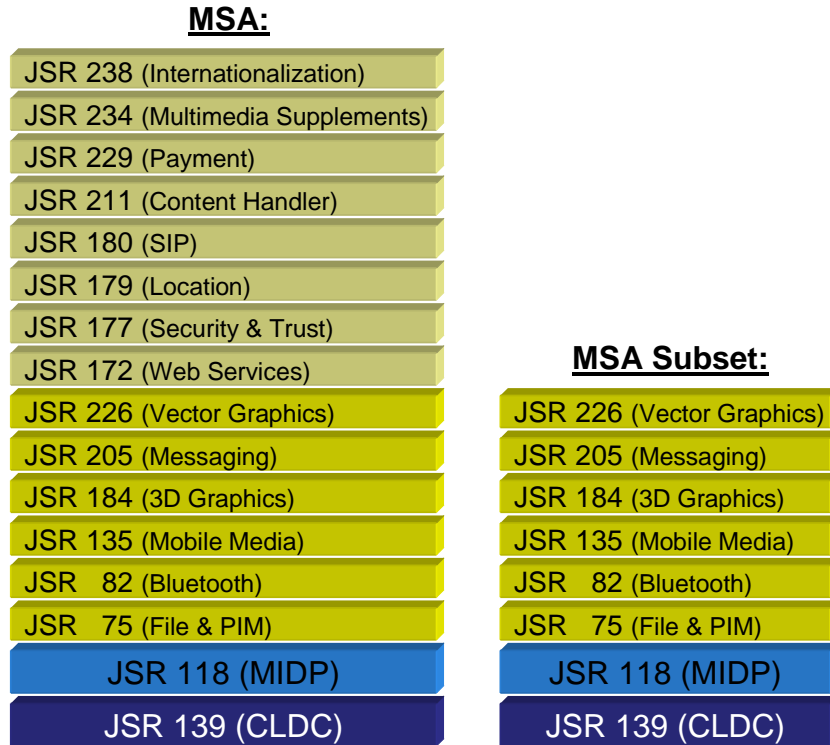 MSA:
JSR 238 (Internationalization)
JSR 234 (Multimedia Supplements)
JSR 229 (Payment)
JSR 211 (Content Handler)
JSR 180 (SIP)
JSR 179 (Location)
JSR 177 (Security & Trust)
JSR 172 (Web Services)
JSR 226 (Vector Graphics)
JSR 205 (Messaging)
JSR 184 (3D Graphics)
JSR 135 (Mobile Media)
JSR 82 (Bluetooth)
JSR 75 (File & PIM)
JSR 118 (MIDP)
JSR 139 (CLDC)
MSA Subset:
JSR 226 (Vector Graphics)
JSR 205 (Messaging)
JSR 184 (3D Graphics)
JSR 135 (Mobile Media)
JSR 82 (Bluetooth)
JSR 75 (File & PIM)
JSR 118 (MIDP)
JSR 139 (CLDC)